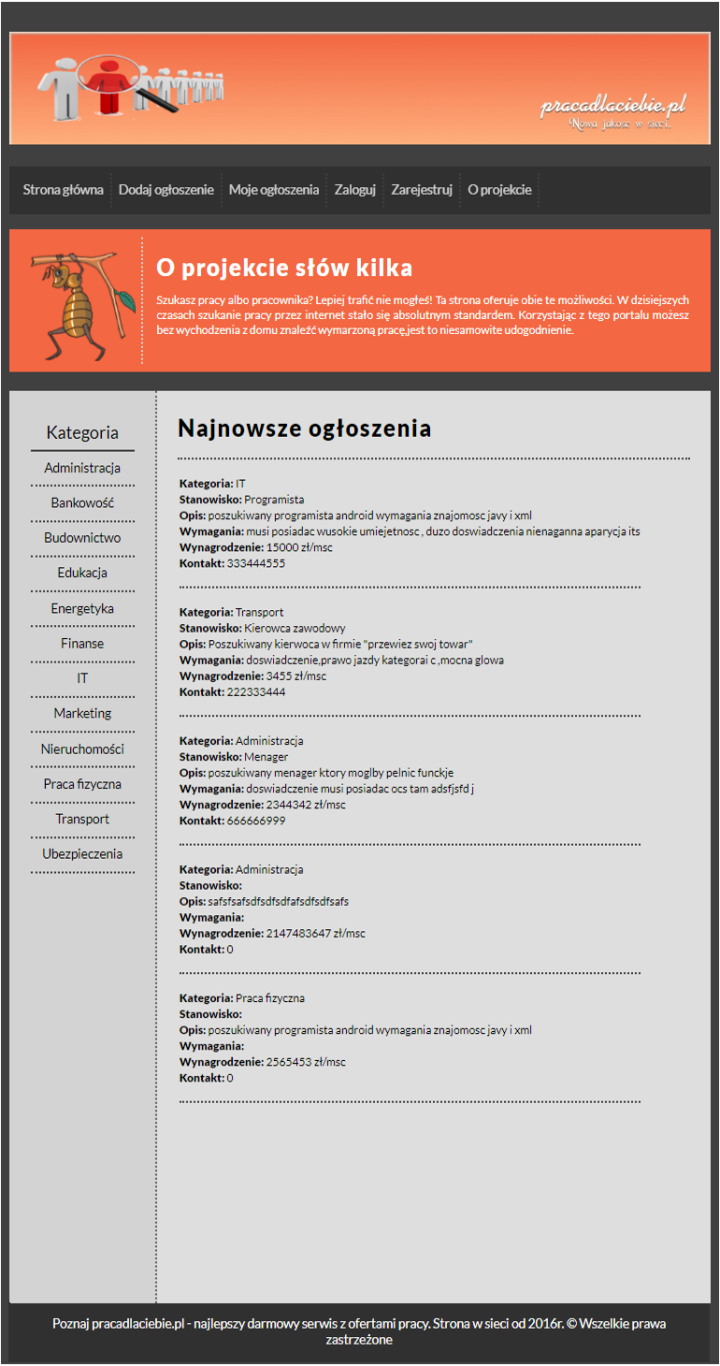 pracadlaciebie.pl
Nowa jakość w sieci.
Strona główna Dodaj ogłoszenie Moje ogłoszenia Zaloguj Zarejestruj O projekcie
O projekcie słów kilka
Szukasz pracy albo pracownika? Lepiej trafić nie mogłeś! Ta strona oferuje obie te możliwości. W dzisiejszych
czasach szukanie pracy przez internet stało się absolutnym standardem. Korzystając z tego portalu możesz
bez wychodzenia z domu znaleźć wymarzoną pracę,jest to niesamowite udogodnienie.
Kategoria
Administracja
Bankowość
Budownictwo
Edukacja
Energetyka
Finanse
IT
Marketing
Nieruchomości
Praca fizyczna
Transport
Ubezpieczenia
Najnowsze ogłoszenia
Kategoria: IT
Stanowisko: Programista
Opis: poszukiwany programista android wymagania znajomosc javy i xml
Wymagania: musi posiadac wusokie umiejetnosc , duzo doswiadczenia nienaganna aparycja its
Wynagrodzenie: 15000 zł/msc
Kontakt: 333444555
Kategoria: Transport
Stanowisko: Kierowca zawodowy
Opis: Poszukiwany kierwoca w firmie "przewiez swoj towar"
Wymagania: doswiadczenie,prawo jazdy kategorai c ,mocna glowa
Wynagrodzenie: 3455 zł/msc
Kontakt: 222333444
Kategoria: Administracja
Stanowisko: Menager
Opis: poszukiwany menager ktory moglby pelnic funckje
Wymagania: doswiadczenie musi posiadac ocs tam adsfjsfd j
Wynagrodzenie: 2344342 zł/msc
Kontakt: 666666999
Kategoria: Administracja
Stanowisko:
Opis: safsfsafsdfsdfsdfafsdfsdfsafs
Wymagania:
Wynagrodzenie: 2147483647 zł/msc
Kontakt: 0
Kategoria: Praca fizyczna
Stanowisko:
Opis: poszukiwany programista android wymagania znajomosc javy i xml
Wymagania:
Wynagrodzenie: 2565453 zł/msc
Kontakt: 0
Poznaj pracadlaciebie.pl - najlepszy darmowy serwis z ofertami pracy. Strona w sieci od 2016r. © Wszelkie prawa
zastrzeżone